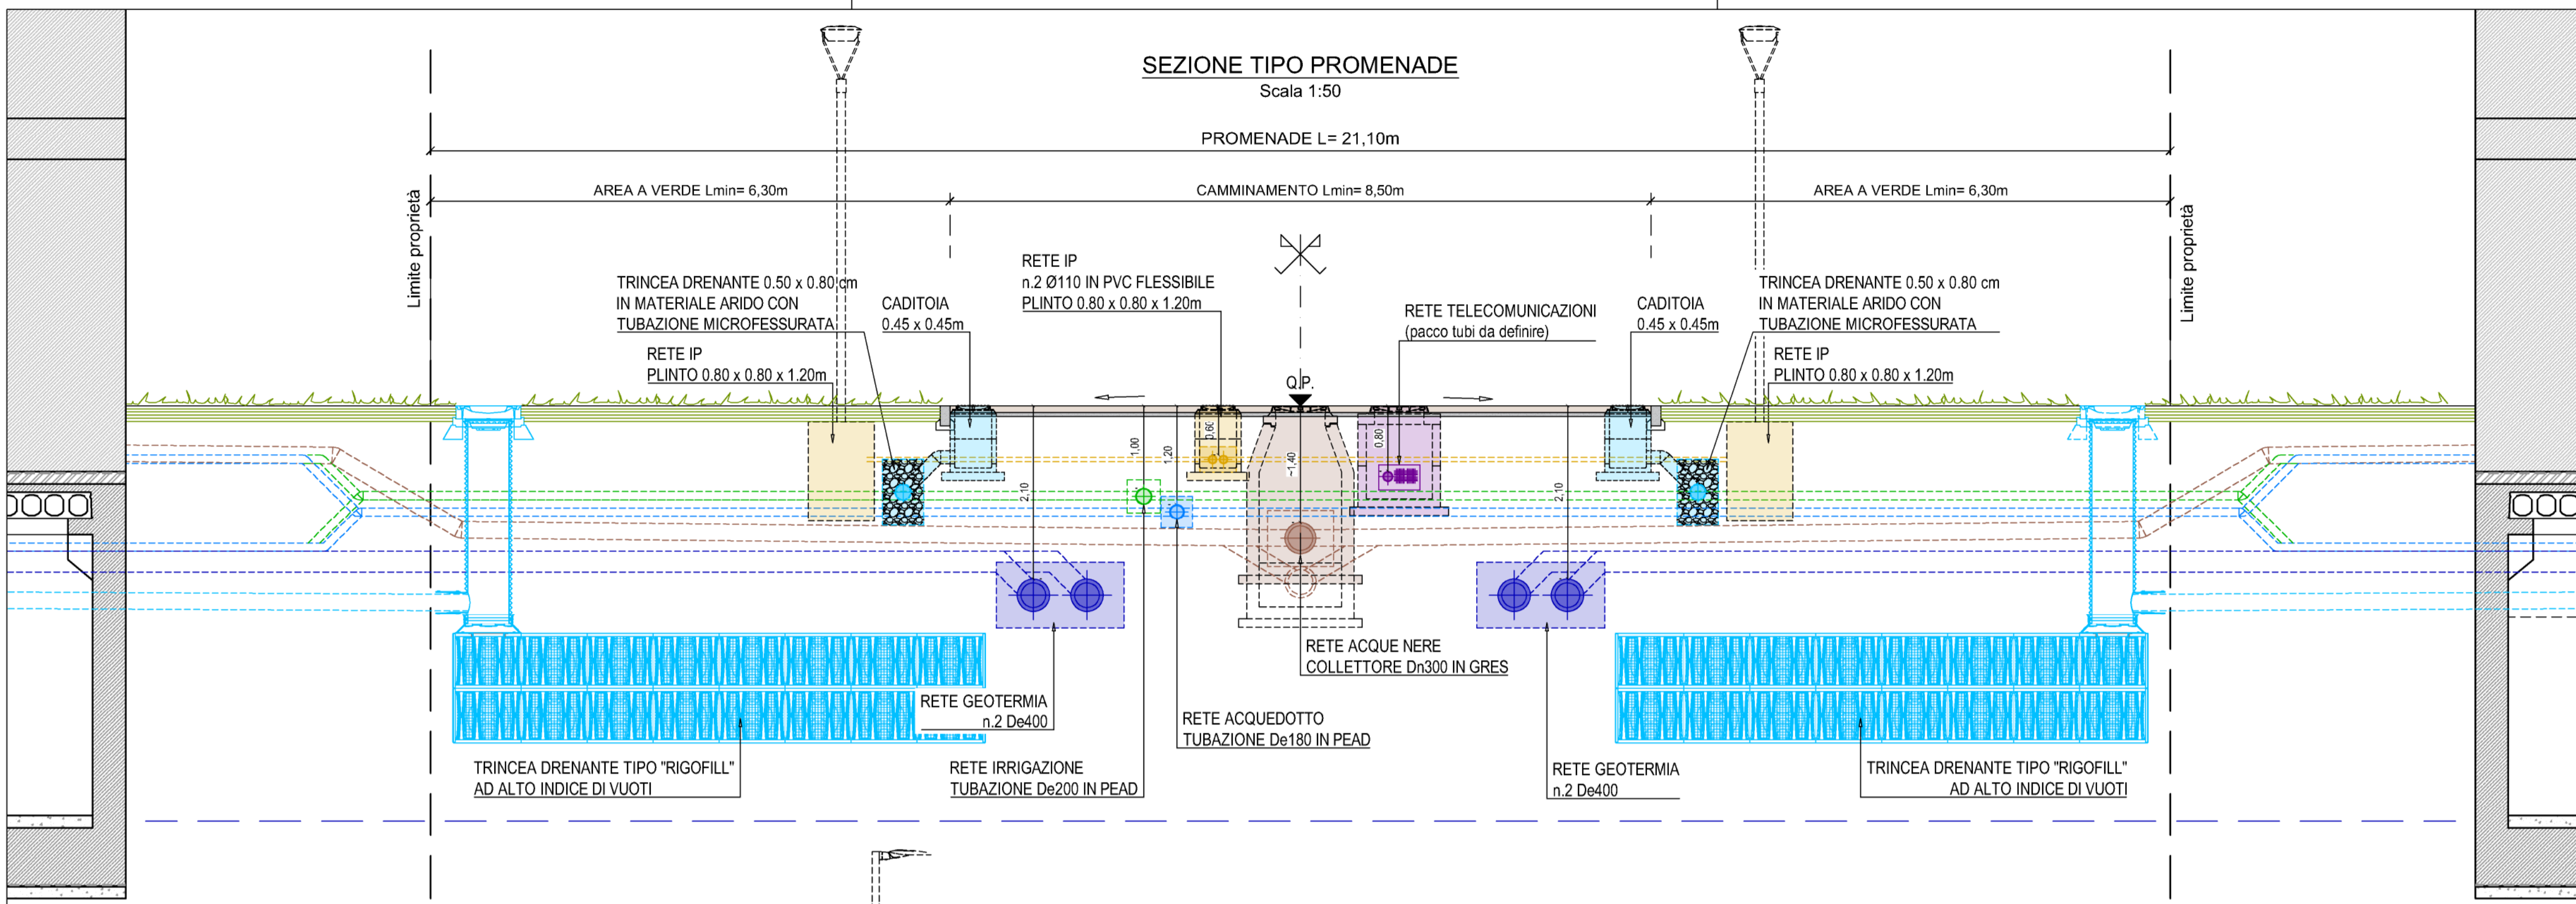 SEZIONE TIPO PROMENADE
Scala 1:50
PROMENADE L= 21,10m
AREA A VERDE Lmin= 6,30m
CAMMINAMENTO Lmin= 8,50m
AREA A VERDE Lmin= 6,30m
Limite proprietà
Limite proprietà
TRINCEA DRENANTE 0.50 x 0.80 cm
IN MATERIALE ARIDO CON
TUBAZIONE MICROFESSURATA
CADITOIA
0.45 x 0.45m
RETE IP
n.2 Ø110 IN PVC FLESSIBILE
PLINTO 0.80 x 0.80 x 1.20m
RETE TELECOMUNICAZIONI
(pacco tubi da definire)
CADITOIA
0.45 x 0.45m
TRINCEA DRENANTE 0.50 x 0.80 cm
IN MATERIALE ARIDO CON
TUBAZIONE MICROFESSURATA
RETE IP
PLINTO 0.80 x 0.80 x 1.20m
RETE IP
PLINTO 0.80 x 0.80 x 1.20m
Q.P.
2,10
1,00
1,20
0,60
-1,40
0,80
2,10
RETE ACQUE NERE
COLLETTORE Dn300 IN GRES
RETE GEOTERMIA
n.2 De400
RETE ACQUEDOTTO
TUBAZIONE De180 IN PEAD
TRINCEA DRENANTE TIPO "RIGOFILL"
AD ALTO INDICE DI VUOTI
RETE IRRIGAZIONE
TUBAZIONE De200 IN PEAD
RETE GEOTERMIA
n.2 De400
TRINCEA DRENANTE TIPO "RIGOFILL"
AD ALTO INDICE DI VUOTI